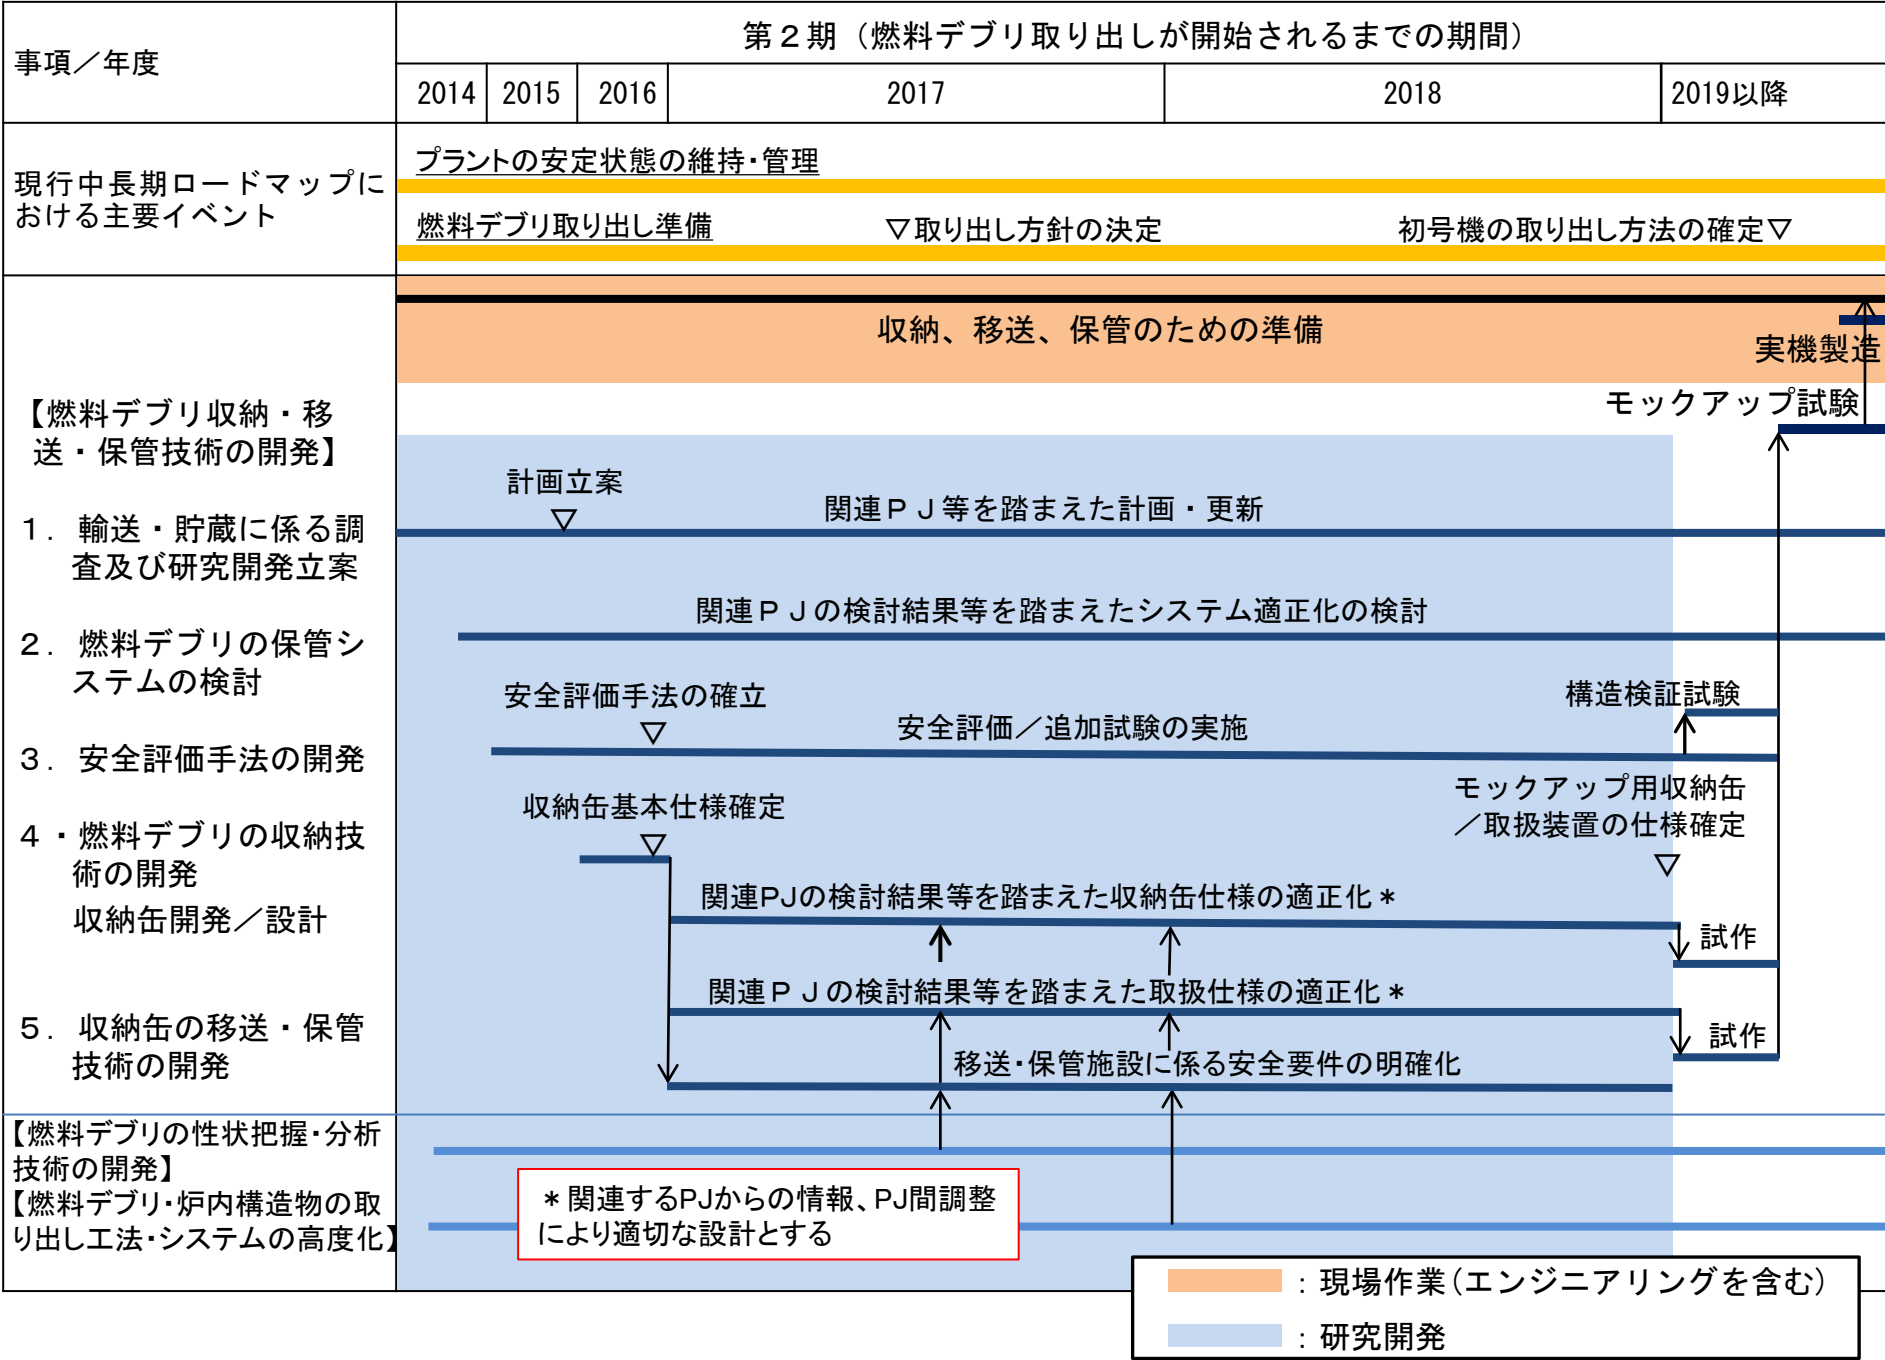 事項／年度
第２期（燃料デブリ取り出しが開始されるまでの期間）
2014
2015
2016
2017
2018
2019以降
現行中長期ロードマップに
おける主要イベント
プラントの安定状態の維持・管理
燃料デブリ取り出し準備
▽取り出し方針の決定
初号機の取り出し方法の確定▽
収納、移送、保管のための準備
実機製造
モックアップ試験
【燃料デブリ収納・移
送・保管技術の開発】
計画立案
▽
関連ＰＪ等を踏まえた計画・更新
１．輸送・貯蔵に係る調
査及び研究開発立案
関連ＰＪの検討結果等を踏まえたシステム適正化の検討
２．燃料デブリの保管シ
ステムの検討
安全評価手法の確立
▽
安全評価／追加試験の実施
構造検証試験
３．安全評価手法の開発
収納缶基本仕様確定
▽
モックアップ用収納缶
／取扱装置の仕様確定
▽
４・燃料デブリの収納技
術の開発
収納缶開発／設計
関連PJの検討結果等を踏まえた収納缶仕様の適正化＊
試作
関連ＰＪの検討結果等を踏まえた取扱仕様の適正化＊
試作
５．収納缶の移送・保管
技術の開発
移送・保管施設に係る安全要件の明確化
【燃料デブリの性状把握・分析
技術の開発】
【燃料デブリ・炉内構造物の取
り出し工法・システムの高度化】
＊関連するPJからの情報、PJ間調整
により適切な設計とする
：現場作業（エンジニアリングを含む）
：研究開発